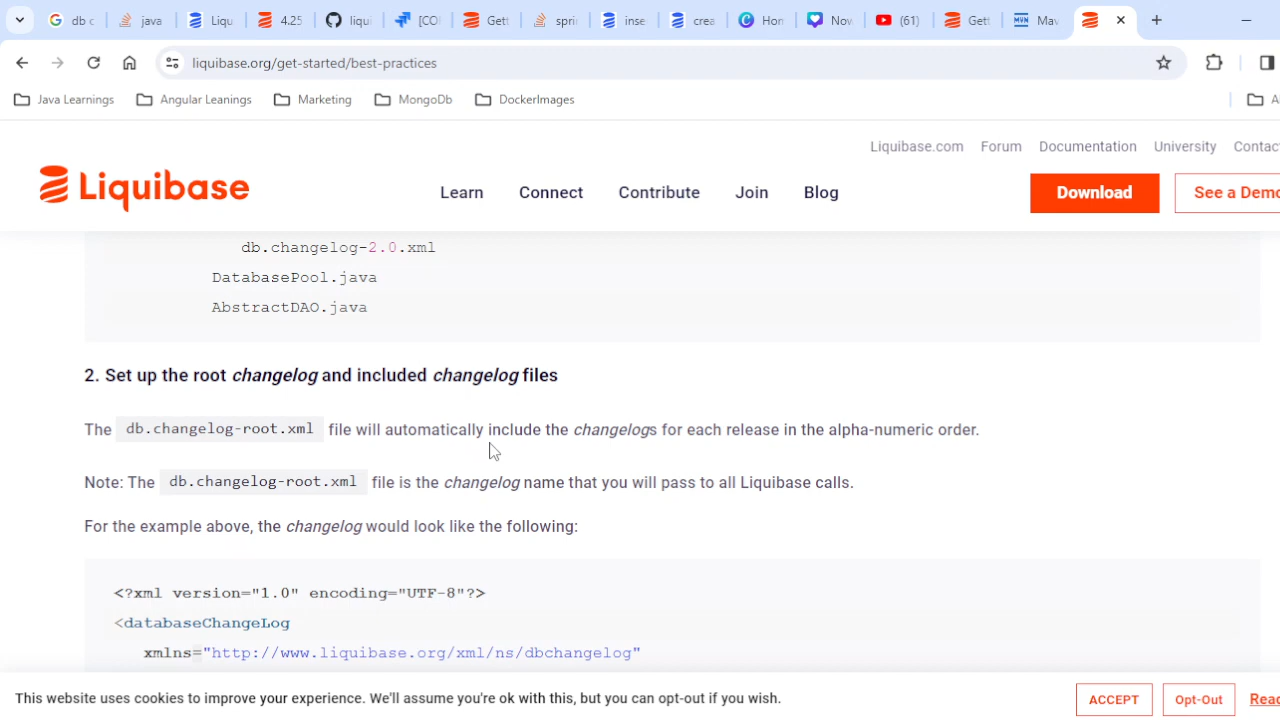 db c
java
Liqu
4.25
liqui
[CO
Gett
sprin
inse
crea
Hon
Nov
(61)
Gett
MVN Mav
liquibase.org/get-started/best-practices
Java Learnings
Angular Leanings
Marketing
MongoDb
DockerImages
Liquibase.com Forum Documentation University Contac
Liquibase
Learn Connect Contribute Join Blog
Download
See a Demo
db.changelog-2.0.xml
DatabasePool.java
AbstractDAO.java
2. Set up the root changelog and included changelog files
The db.changelog-root.xml file will automatically include the changelogs for each release in the alpha-numeric order.
Note: The db.changelog-root.xml file is the changelog name that you will pass to all Liquibase calls.
For the example above, the changelog would look like the following:
<?xml version="1.0" encoding="UTF-8"?>
<databaseChangeLog
xmlns="http://www.liquibase.org/xml/ns/dbchangelog"
This website uses cookies to improve your experience. We'll assume you're ok with this, but you can opt-out if you wish.
ACCEPT
Opt-Out
Read